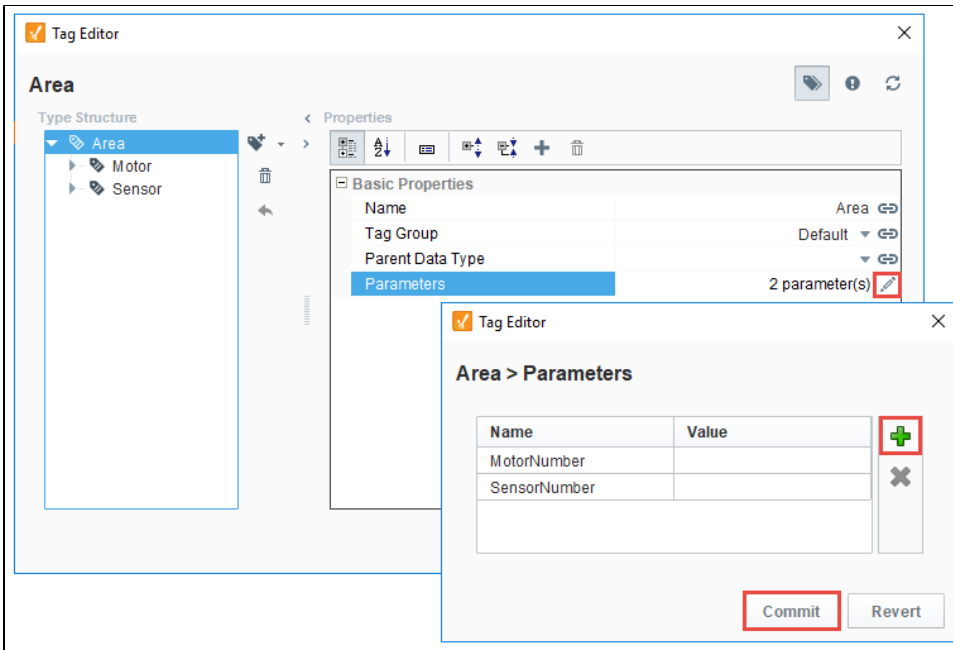 Tag Editor
Area
Type Structure
Properties
Area
Motor
Sensor
Basic Properties
Name Area
Tag Group Default
Parent Data Type
Parameters 2 parameter(s)
Tag Editor
Area > Parameters
Name Value
MotorNumber
SensorNumber
Commit Revert